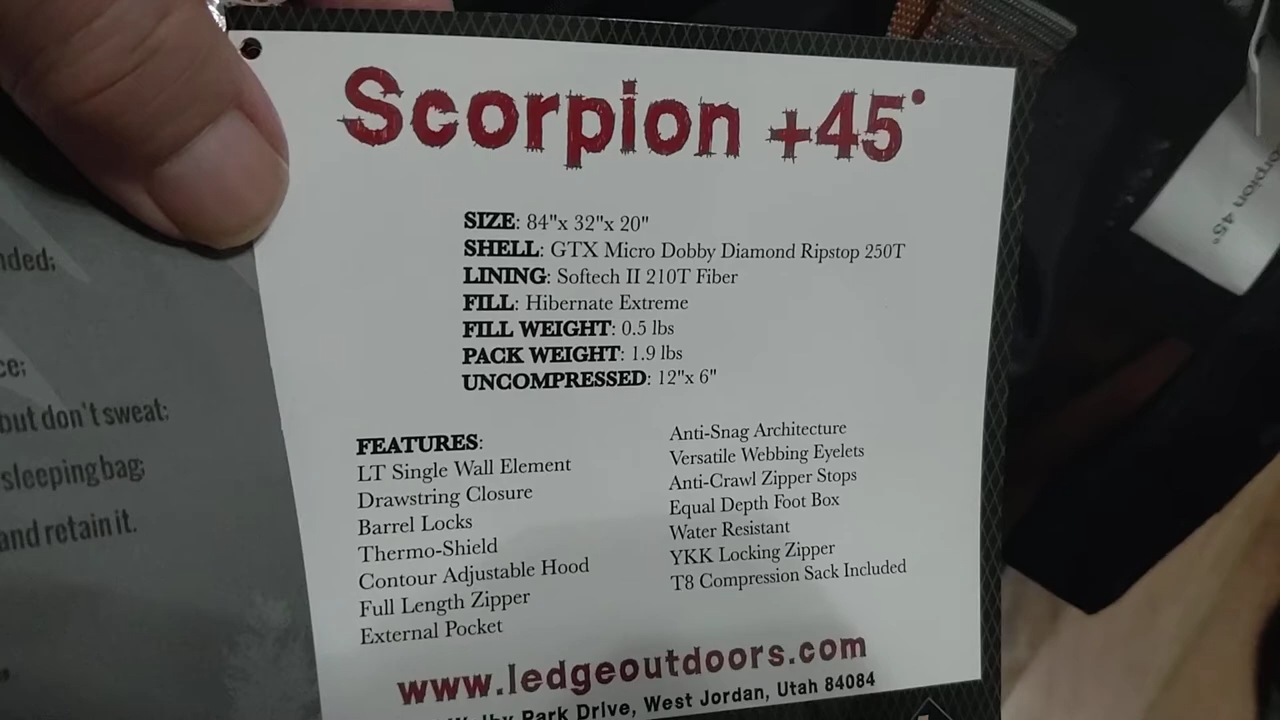 Scorpion +45°
SIZE: 84"x 32"x 20"
SHELL: GTX Micro Dobby Diamond Ripstop 250T
LINING: Softech II 210T Fiber
FILL: Hibernate Extreme
FILL WEIGHT: 0.5 lbs
PACK WEIGHT: 1.9 lbs
UNCOMPRESSED: 12"x 6"
FEATURES:
LT Single Wall Element
Drawstring Closure
Barrel Locks
Thermo-Shield
Contour Adjustable Hood
Full Length Zipper
External Pocket
Anti-Snag Architecture
Versatile Webbing Eyelets
Anti-Crawl Zipper Stops
Equal Depth Foot Box
Water Resistant
YKK Locking Zipper
T8 Compression Sack Included
www.ledgeoutdoors.com
Park Drive, West Jordan, Utah 84084
but don't sweat;
sleeping bag;
and retain it.
45°